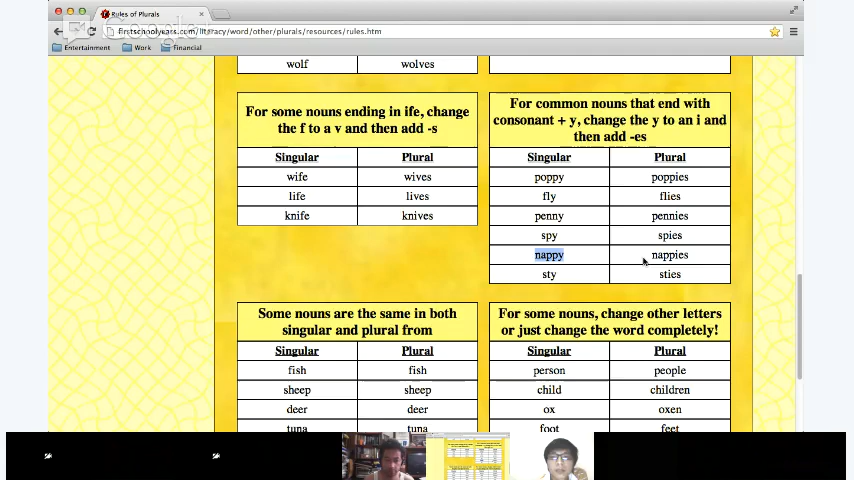 Rules of Plurals
Google
firstschoolyears.com/literacy/word/other/plurals/resources/rules.htm
Entertainment Work financial
wolf wolves
For some nouns ending in ife, change
the f to a v and then add -s
Singular Plural
wife wives
life lives
knife knives
For common nouns that end with
consonant + y, change the y to an i and
then add -es
Singular Plural
poppy poppies
fly flies
penny pennies
spy spies
nappy nappies
sty sties
Some nouns are the same in both
singular and plural from
Singular Plural
fish fish
sheep sheep
deer deer
tuna tuna
For some nouns, change other letters
or just change the word completely!
Singular Plural
person people
child children
ox oxen
foot feet